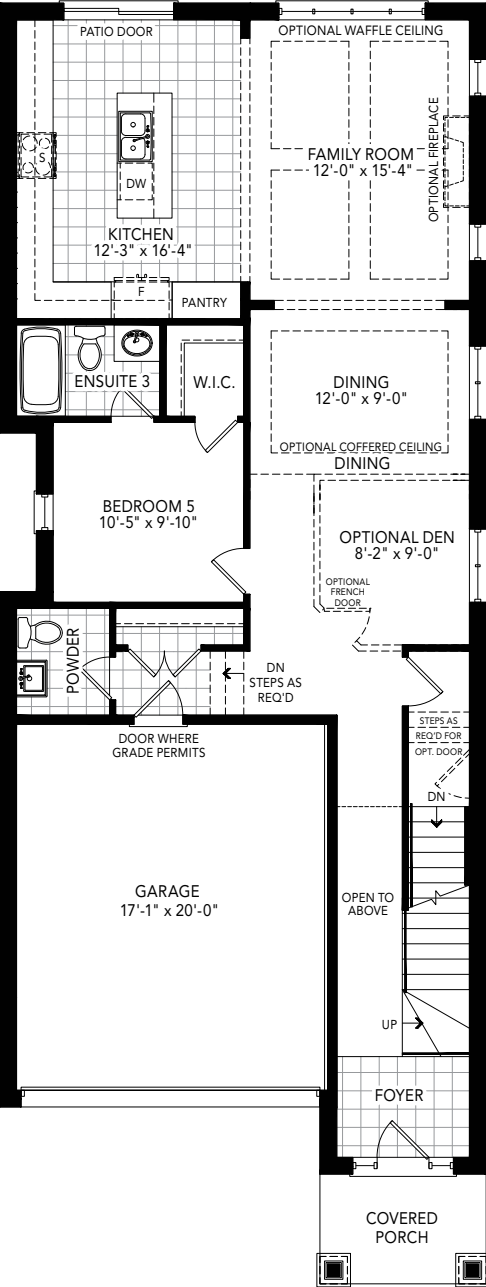 PATIO DOOR
OPTIONAL WAFFLE CEILING
S
DW
FAMILY ROOM
12'-0" x 15'-4"
OPTIONAL FIREPLACE
KITCHEN
12'-3" x 16'-4"
F
PANTRY
ENSUITE 3
W.I.C.
DINING
12'-0" x 9'-0"
OPTIONAL COFFERED CEILING
DINING
BEDROOM 5
10'-5" x 9'-10"
OPTIONAL DEN
8'-2" x 9'-0"
OPTIONAL
FRENCH
DOOR
POWDER
DN
STEPS AS
REQ'D
DOOR WHERE
GRADE PERMITS
STEPS AS
REQ'D FOR
OPT. DOOR
DN
GARAGE
17'-1" x 20'-0"
OPEN TO
ABOVE
UP
FOYER
COVERED
PORCH